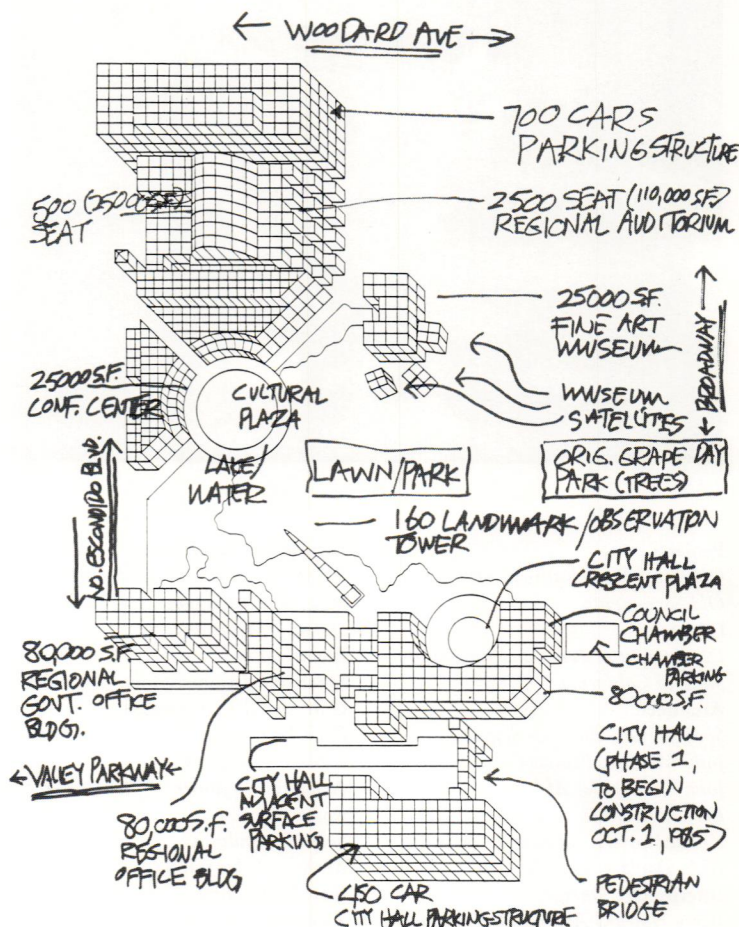 ← WOODARD AVE →
700 CARS
PARKING STRUCTURE
500 (25000 S.F.)
SEAT
2500 SEAT (110,000 S.F.)
REGIONAL AUDITORIUM
25000 S.F.
FINE ART
MUSEUM
← BROADWAY →
MUSEUM
SATELITES
25000 S.F.
CONF. CENTER
CULTURAL
PLAZA
LAKE/
WATER
LAWN/PARK
ORIG. GRAPE DAY
PARK (TREES)
NO. ESCONDIDO BLVD.
160 LANDMARK/OBSERVATION
TOWER
CITY HALL
CRESCENT PLAZA
COUNCIL
CHAMBER
CHAMBER
PARKING
80,000 S.F.
REGIONAL
GOVT. OFFICE
BLDG.
80,000 S.F.
CITY HALL
(PHASE 1,
TO BEGIN
CONSTRUCTION
OCT. 1, 1985)
← VALLEY PARKWAY ←
CITY HALL
ADJACENT
SURFACE
PARKING
80,000 S.F.
REGIONAL
OFFICE BLDG
450 CAR
CITY HALL PARKING STRUCTURE
PEDESTRIAN
BRIDGE